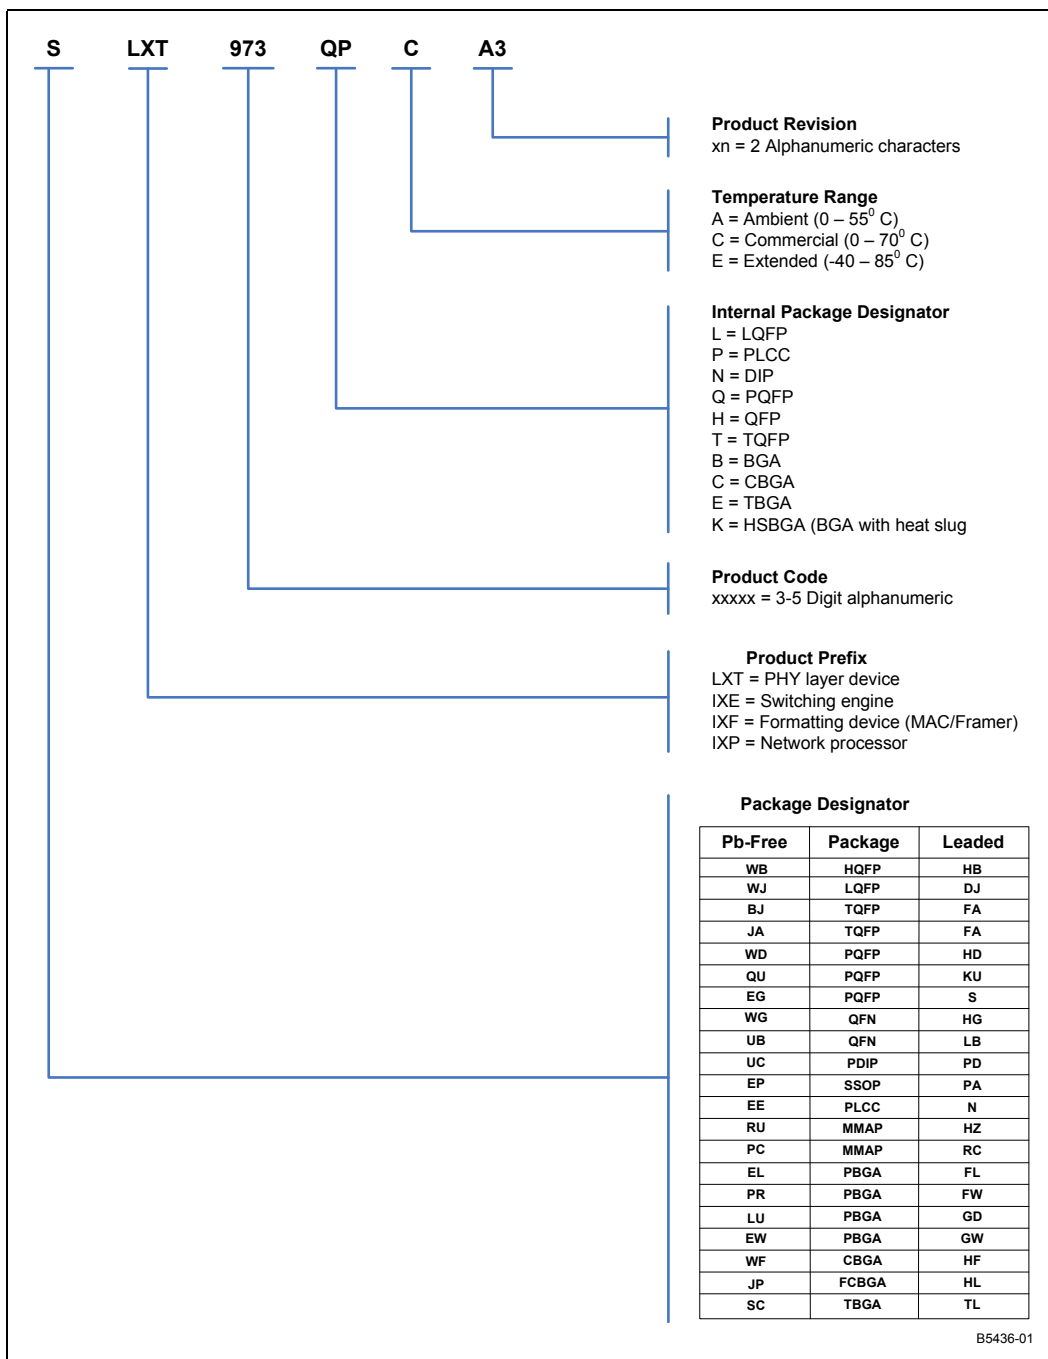 S LXT 973 QP C A3
Product Revision
xn = 2 Alphanumeric characters
Temperature Range
A = Ambient (0 – 55⁰ C)
C = Commercial (0 – 70⁰ C)
E = Extended (-40 – 85⁰ C)
Internal Package Designator
L = LQFP
P = PLCC
N = DIP
Q = PQFP
H = QFP
T = TQFP
B = BGA
C = CBGA
E = TBGA
K = HSBGA (BGA with heat slug
Product Code
xxxxx = 3-5 Digit alphanumeric
Product Prefix
LXT = PHY layer device
IXE = Switching engine
IXF = Formatting device (MAC/Framer)
IXP = Network processor
Package Designator
Pb-Free Package Leaded
WB HQFP HB
WJ LQFP DJ
BJ TQFP FA
JA TQFP FA
WD PQFP HD
QU PQFP KU
EG PQFP S
WG QFN HG
UB QFN LB
UC PDIP PD
EP SSOP PA
EE PLCC N
RU MMAP HZ
PC MMAP RC
EL PBGA FL
PR PBGA FW
LU PBGA GD
EW PBGA GW
WF CBGA HF
JP FCBGA HL
SC TBGA TL
B5436-01